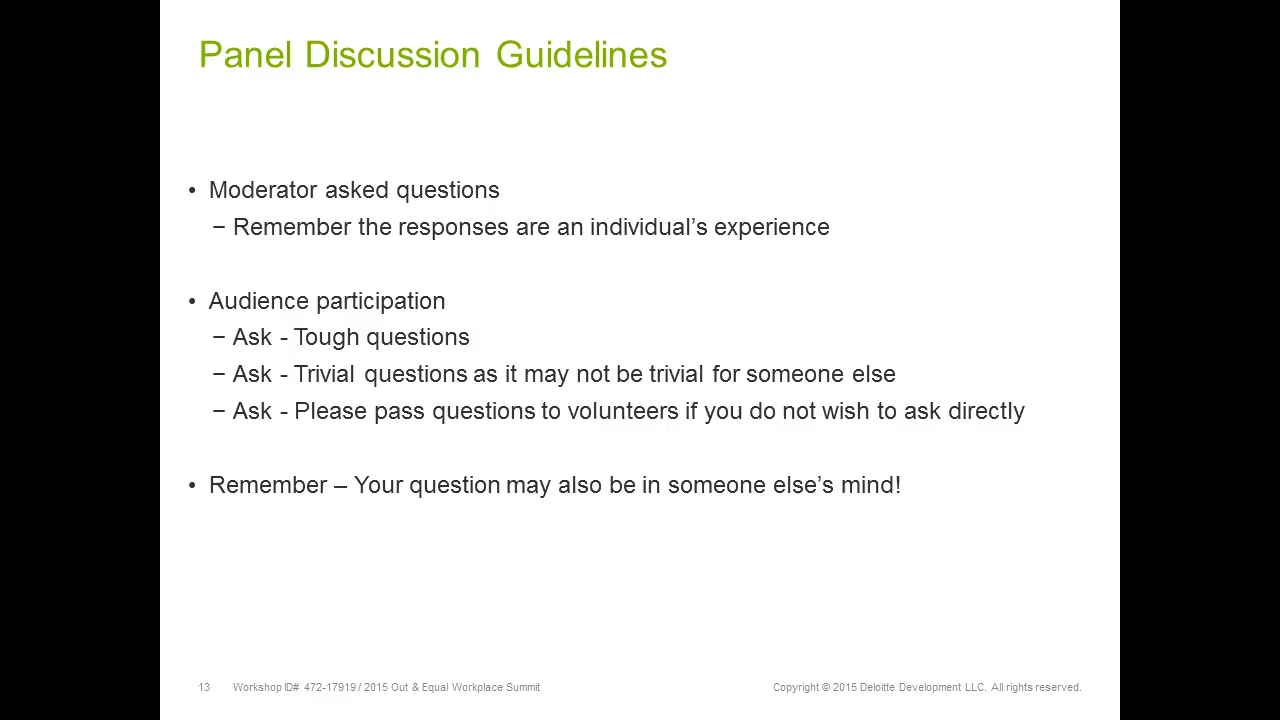 Panel Discussion Guidelines
• Moderator asked questions
− Remember the responses are an individual’s experience
• Audience participation
− Ask - Tough questions
− Ask - Trivial questions as it may not be trivial for someone else
− Ask - Please pass questions to volunteers if you do not wish to ask directly
• Remember – Your question may also be in someone else’s mind!
13 Workshop ID# 472-17919 / 2015 Out & Equal Workplace Summit Copyright © 2015 Deloitte Development LLC. All rights reserved.